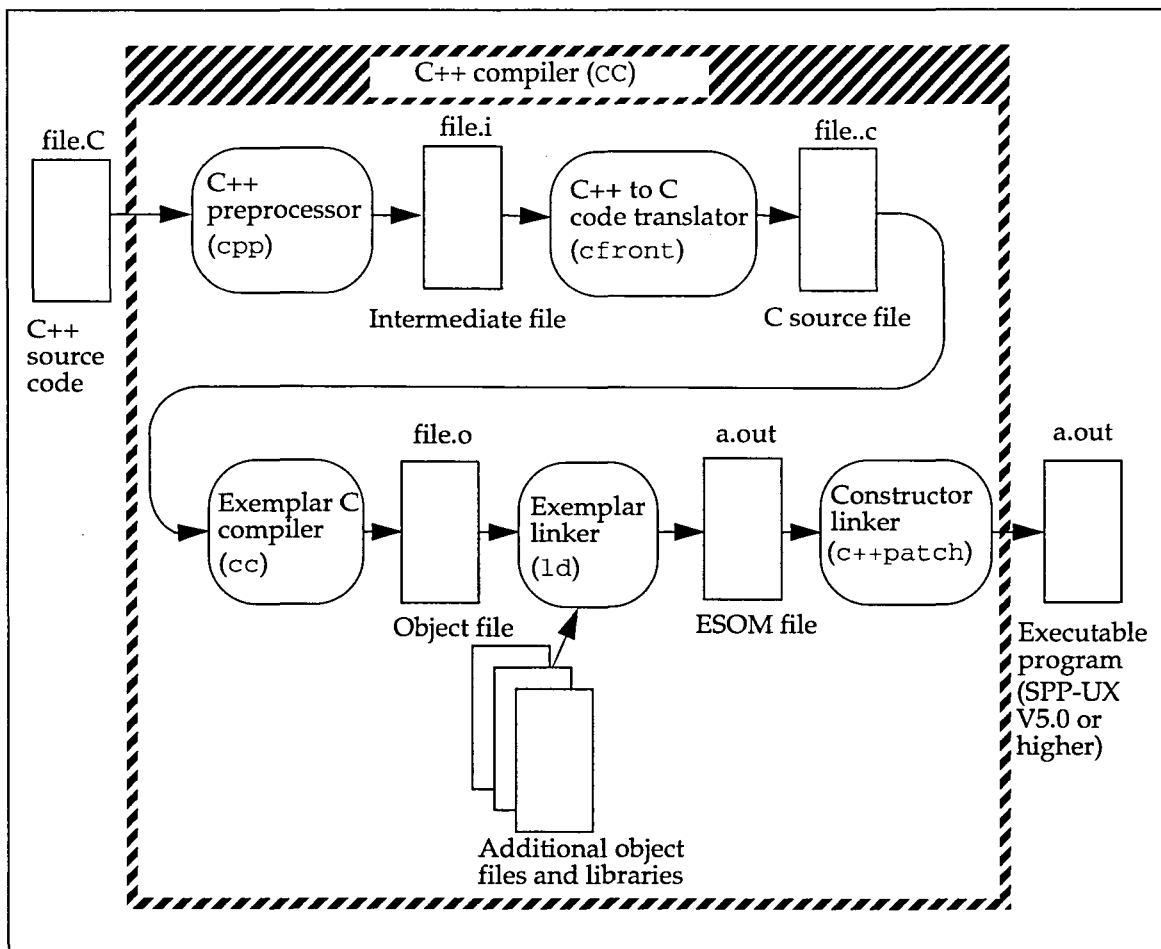 C++ compiler (CC)
file.C
file.i
file..c
C++
preprocessor
(cpp)
C++ to C
code translator
(cfront)
Intermediate file
C source file
C++
source
code
file.o
a.out
a.out
Exemplar C
compiler
(cc)
Exemplar
linker
(ld)
Constructor
linker
(c++patch)
Object file
ESOM file
Executable
program
(SPP-UX
V5.0 or
higher)
Additional object
files and libraries